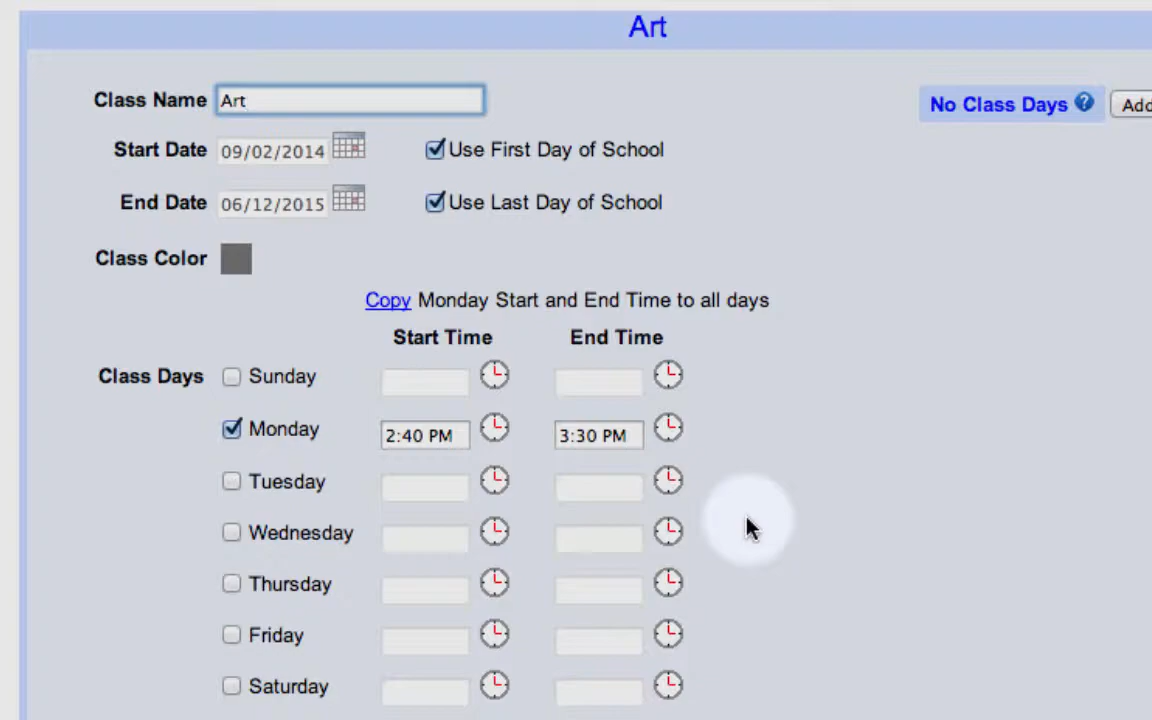 Art
Class Name Art
No Class Days ? Add
Start Date 09/02/2014 Use First Day of School
End Date 06/12/2015 Use Last Day of School
Class Color
Copy Monday Start and End Time to all days
Start Time End Time
Class Days Sunday
Monday 2:40 PM 3:30 PM
Tuesday
Wednesday
Thursday
Friday
Saturday